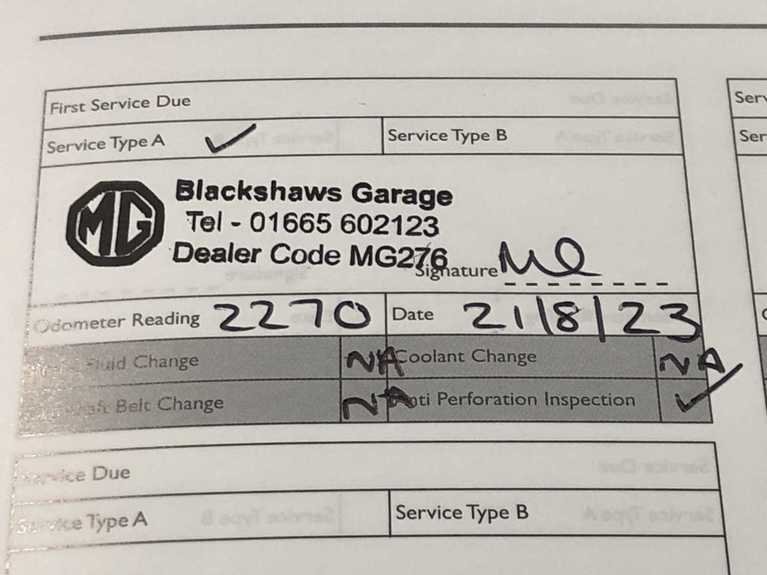 First Service Due
Serv
Service Type A ✓ Service Type B
Ser
MG Blackshaws Garage
Tel - 01665 602123
Dealer Code MG276
Signature
Odometer Reading 2270 Date 21/8/23
Fluid Change NA Coolant Change NA
Belt Change NA Anti Perforation Inspection ✓
Service Due
Service Type A Service Type B